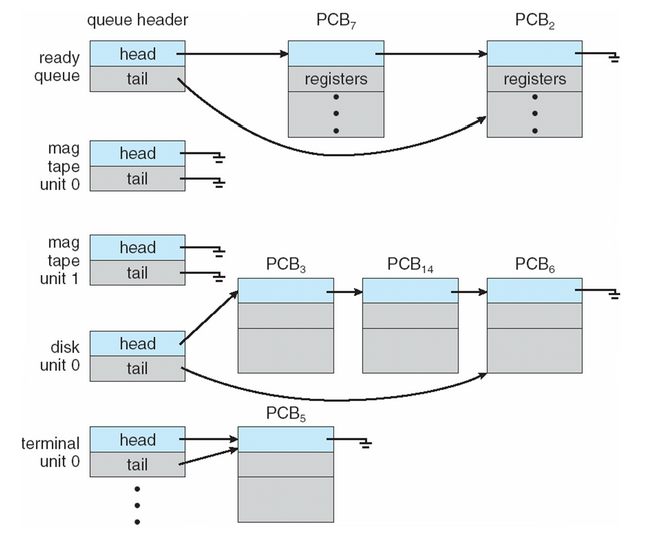 queue header
PCB₇
PCB₂
ready
queue
head
tail
registers
registers
mag
tape
unit 0
head
tail
mag
tape
unit 1
head
tail
PCB₃
PCB₁₄
PCB₆
disk
unit 0
head
tail
PCB₅
terminal
unit 0
head
tail